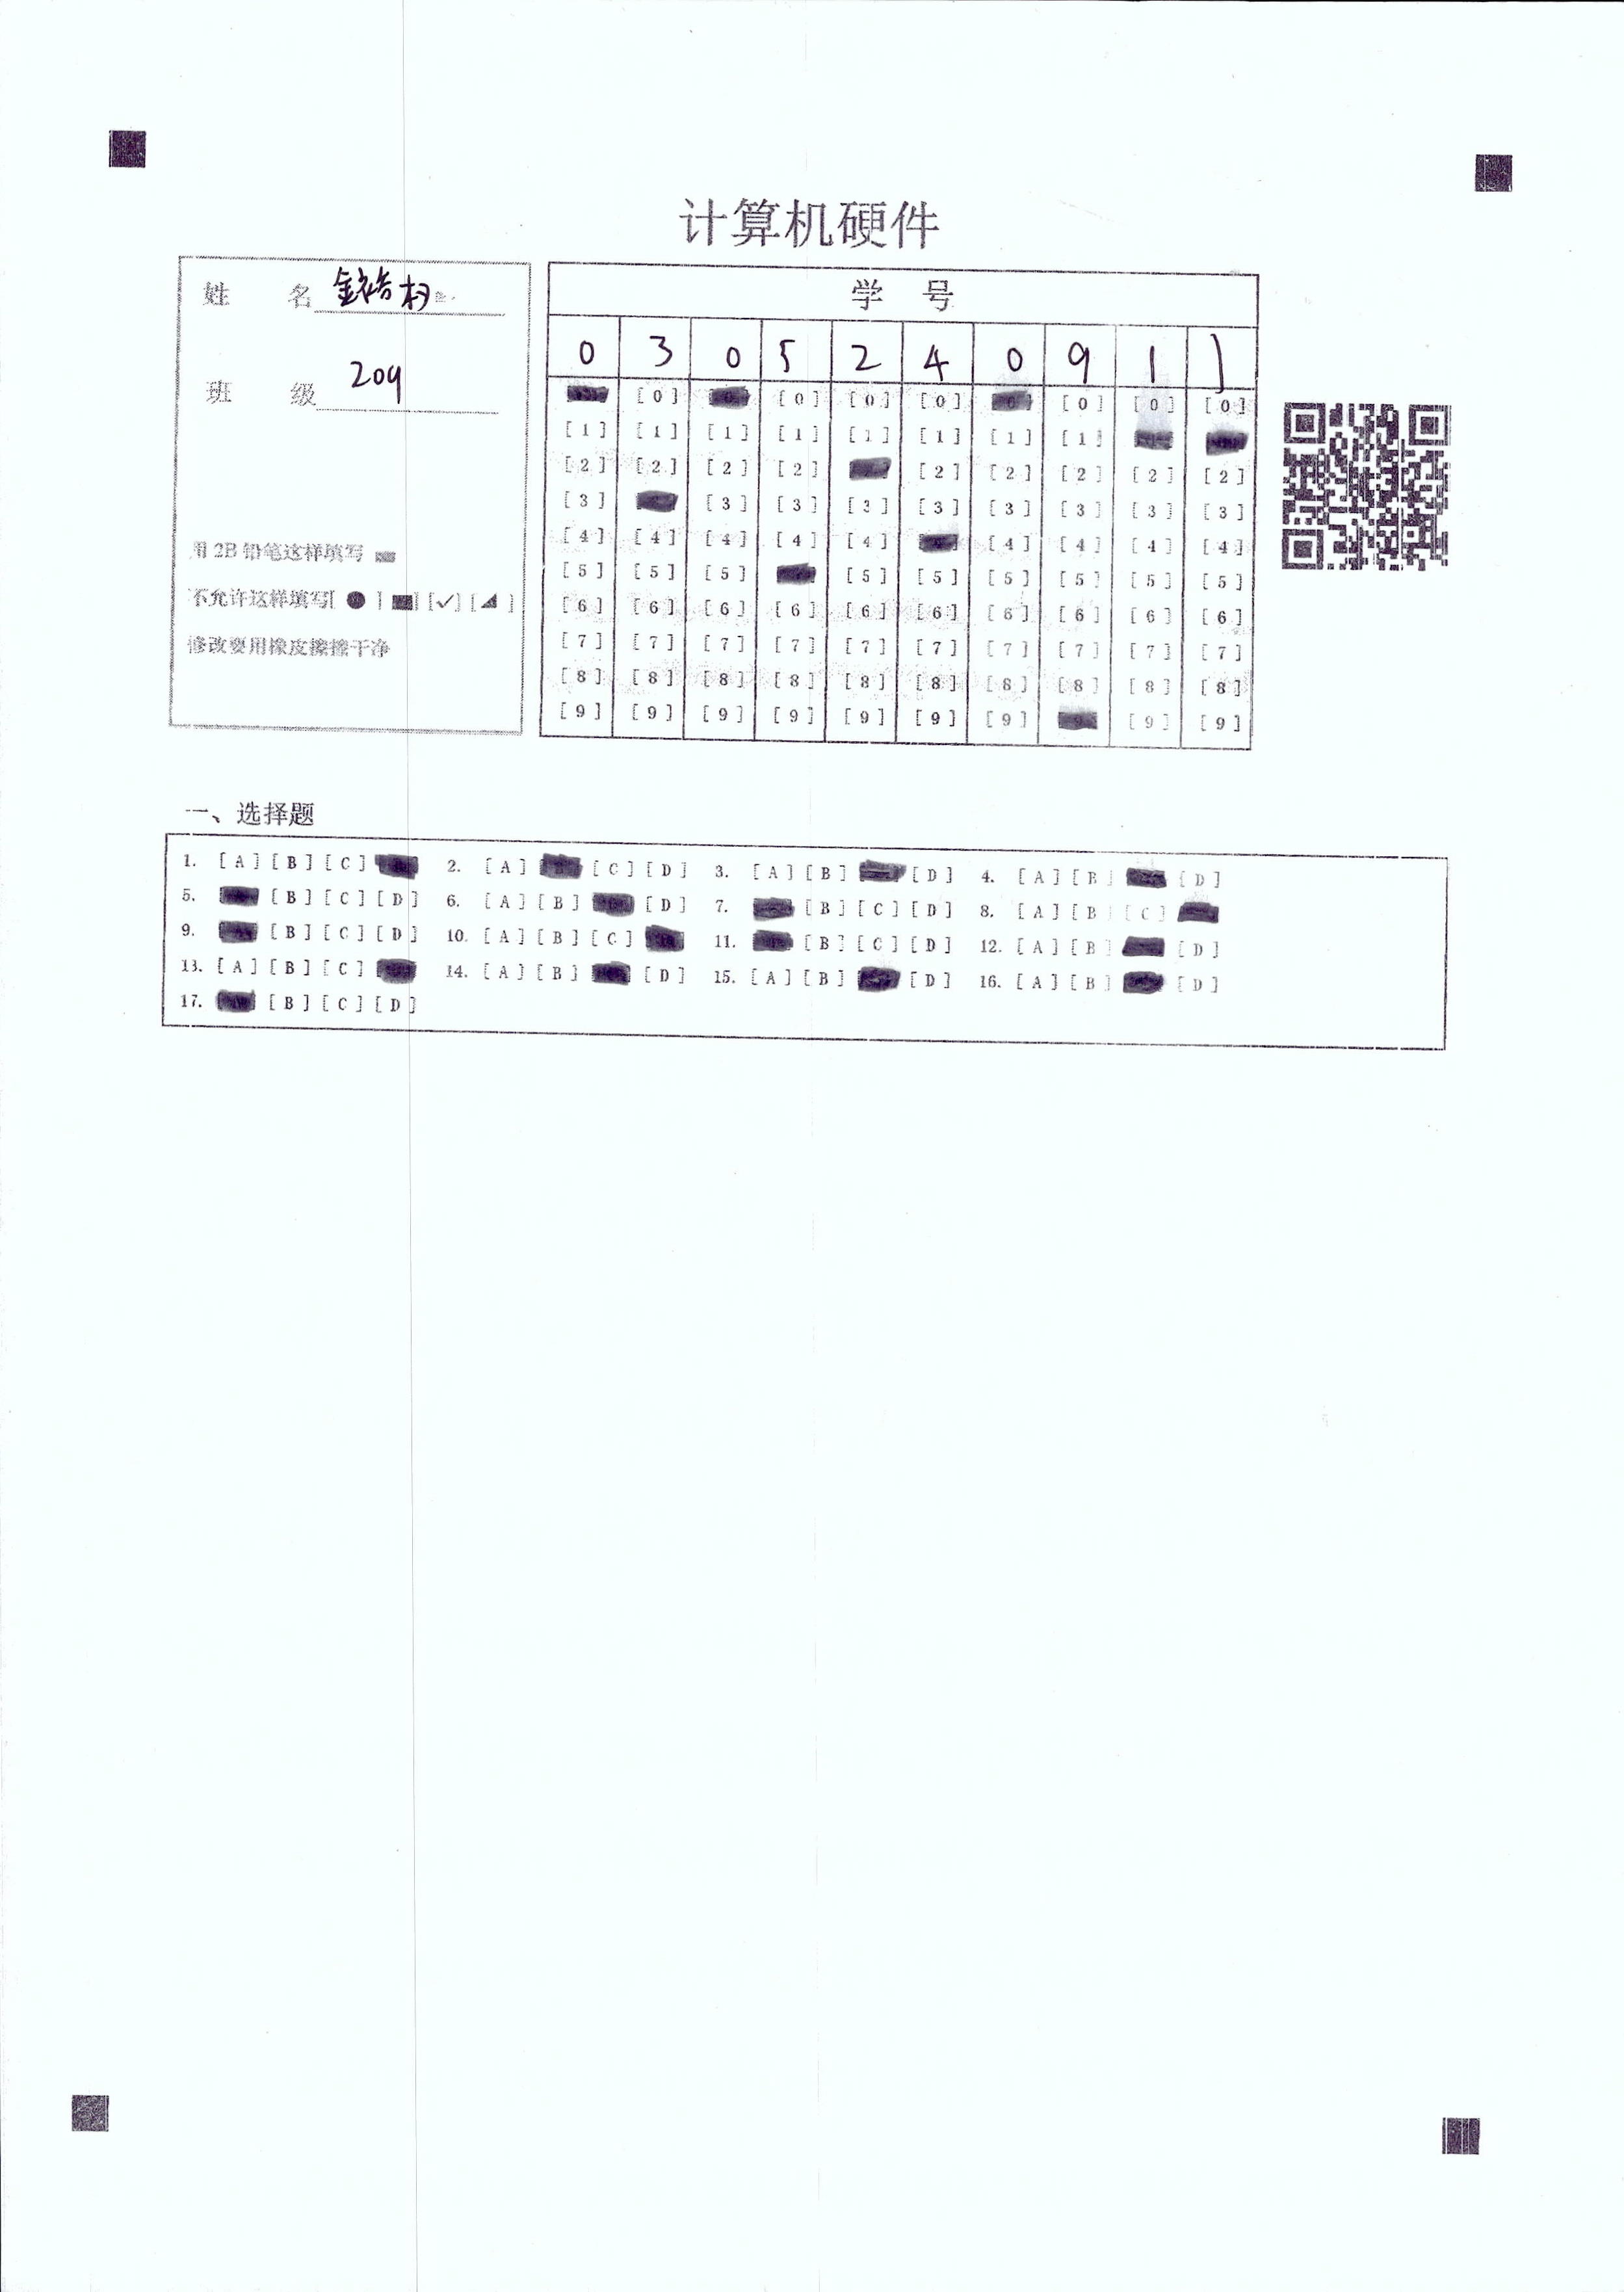 计算机硬件
姓 名
班 级 209
用 2B 铅笔这样填写
不允许这样填写[ ● ] [■] [✓] [◢ ]
修改要用橡皮擦擦干净
学 号
0 3 0 5 2 4 0 9 1 1
[0] [0] [0] [0] [0] [0] [0]
[1] [1] [1] [1] [1] [1] [1] [1]
[2] [2] [2] [2] [2] [2] [2] [2] [2]
[3] [3] [3] [3] [3] [3] [3] [3] [3]
[4] [4] [4] [4] [4] [4] [4] [4] [4]
[5] [5] [5] [5] [5] [5] [5] [5] [5]
[6] [6] [6] [6] [6] [6] [6] [6] [6] [6]
[7] [7] [7] [7] [7] [7] [7] [7] [7] [7]
[8] [8] [8] [8] [8] [8] [8] [8] [8] [8]
[9] [9] [9] [9] [9] [9] [9] [9] [9]
一、选择题
1. [A] [B] [C] 2. [A] [C] [D] 3. [A] [B] [D] 4. [A] [B] [D]
5. [B] [C] [D] 6. [A] [B] [D] 7. [B] [C] [D] 8. [A] [B] [C]
9. [B] [C] [D] 10. [A] [B] [C] 11. [B] [C] [D] 12. [A] [B] [D]
13. [A] [B] [C] 14. [A] [B] [D] 15. [A] [B] [D] 16. [A] [B] [D]
17. [B] [C] [D]